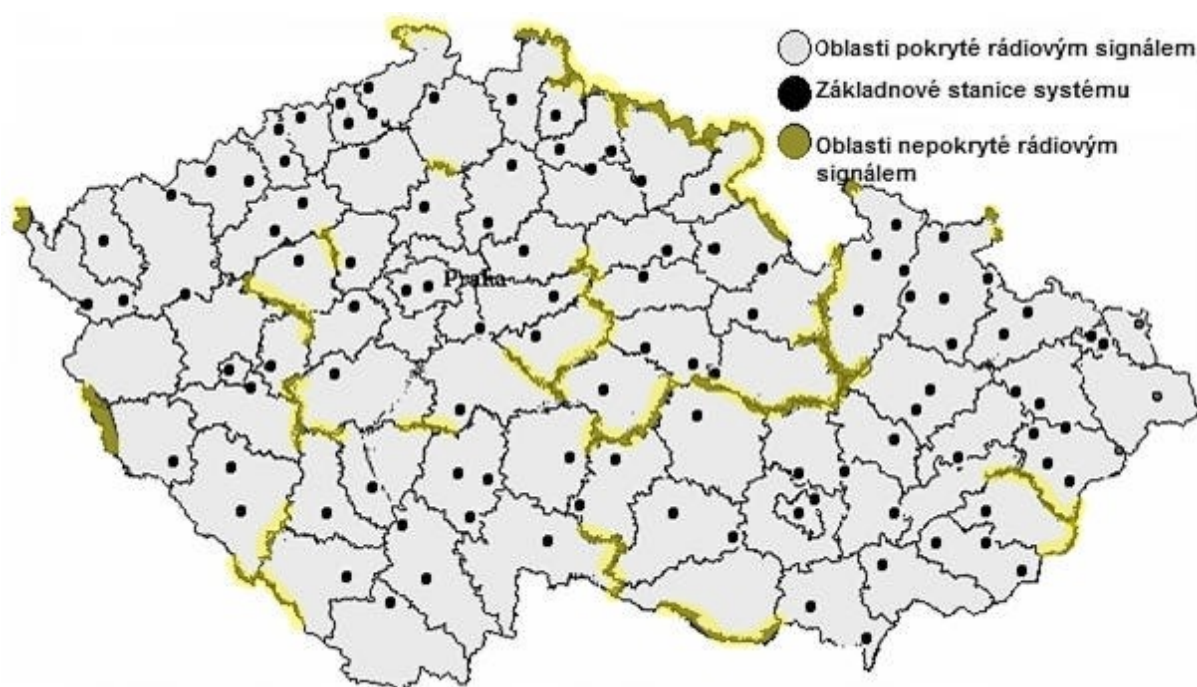 Oblasti pokryté rádiovým signálem
Základnové stanice systému
Oblasti nepokryté rádiovým
signálem
Praha